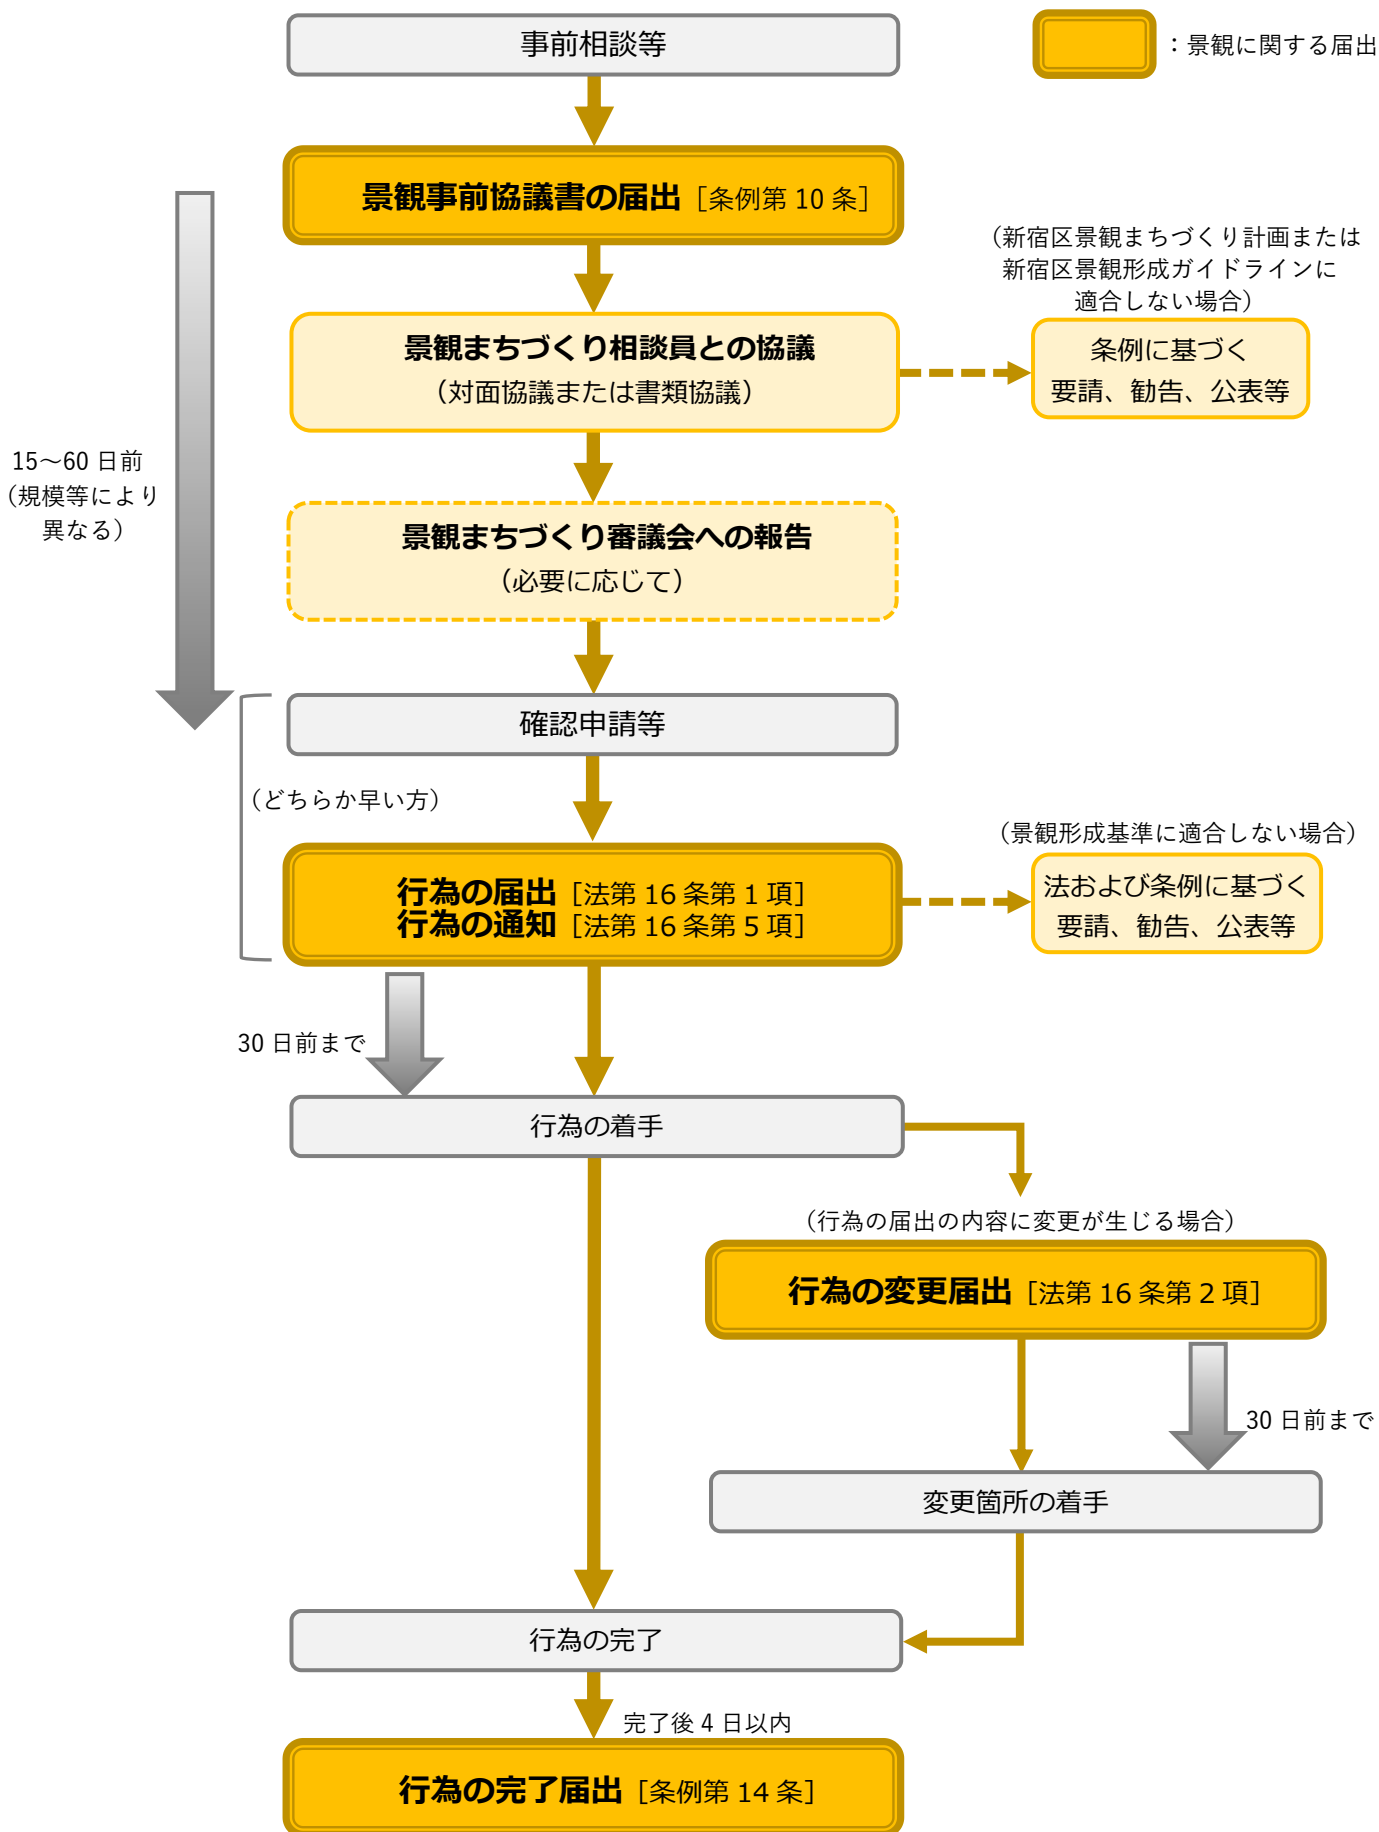 事前相談等
：景観に関する届出
景観事前協議書の届出［条例第 10 条］
（新宿区景観まちづくり計画または
新宿区景観形成ガイドラインに
適合しない場合）
景観まちづくり相談員との協議
（対面協議または書類協議）
条例に基づく
要請、勧告、公表等
15～60 日前
（規模等により
異なる）
景観まちづくり審議会への報告
（必要に応じて）
確認申請等
（どちらか早い方）
行為の届出［法第 16 条第 1 項］
行為の通知［法第 16 条第 5 項］
（景観形成基準に適合しない場合）
法および条例に基づく
要請、勧告、公表等
30 日前まで
行為の着手
（行為の届出の内容に変更が生じる場合）
行為の変更届出［法第 16 条第 2 項］
30 日前まで
変更箇所の着手
行為の完了
完了後 4 日以内
行為の完了届出［条例第 14 条］